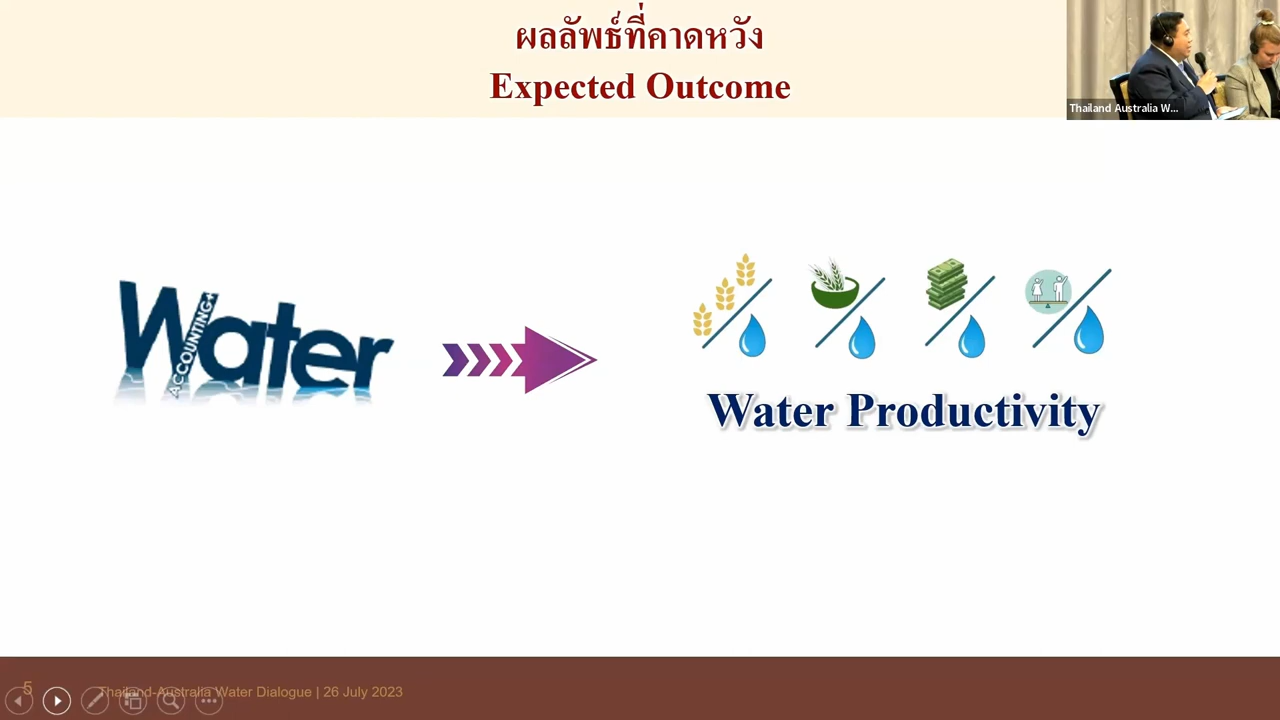 ผลลัพธ์ที่คาดหวัง
Expected Outcome
Thailand Australia W...
Water
ACCOUNTING+
Water Productivity
5
Thailand-Australia Water Dialogue | 26 July 2023